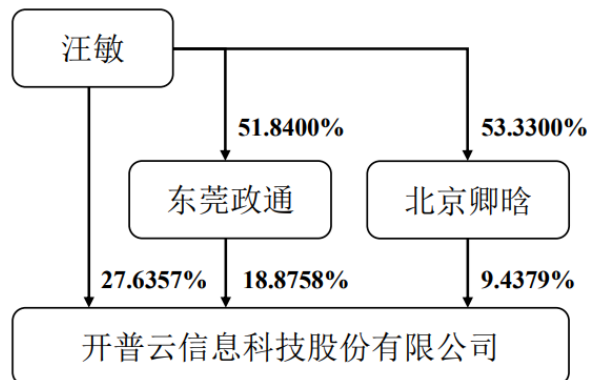 汪敏
51.8400%
53.3300%
东莞政通
北京卿晗
27.6357%
18.8758%
9.4379%
开普云信息科技股份有限公司